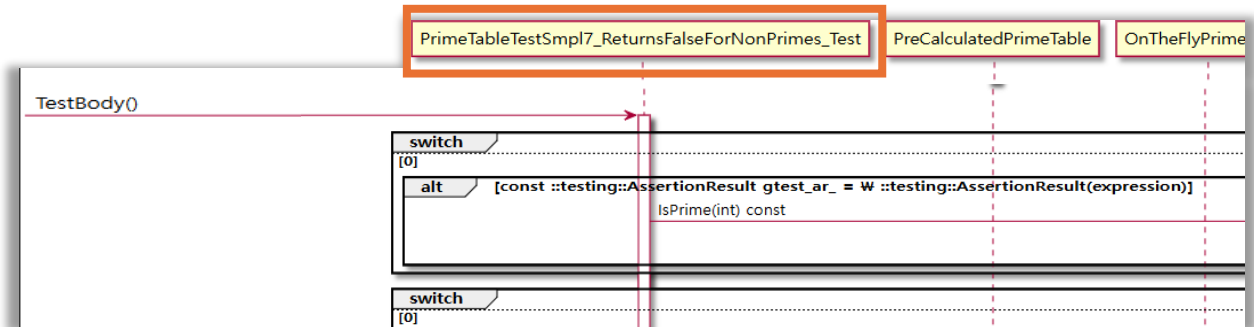 PrimeTableTestSmpl7_ReturnsFalseForNonPrimes_Test PreCalculatedPrimeTable OnTheFlyPrime
TestBody()
switch
[0]
alt [const ::testing::AssertionResult gtest_ar_ = ₩ ::testing::AssertionResult(expression)]
IsPrime(int) const
switch
[0]